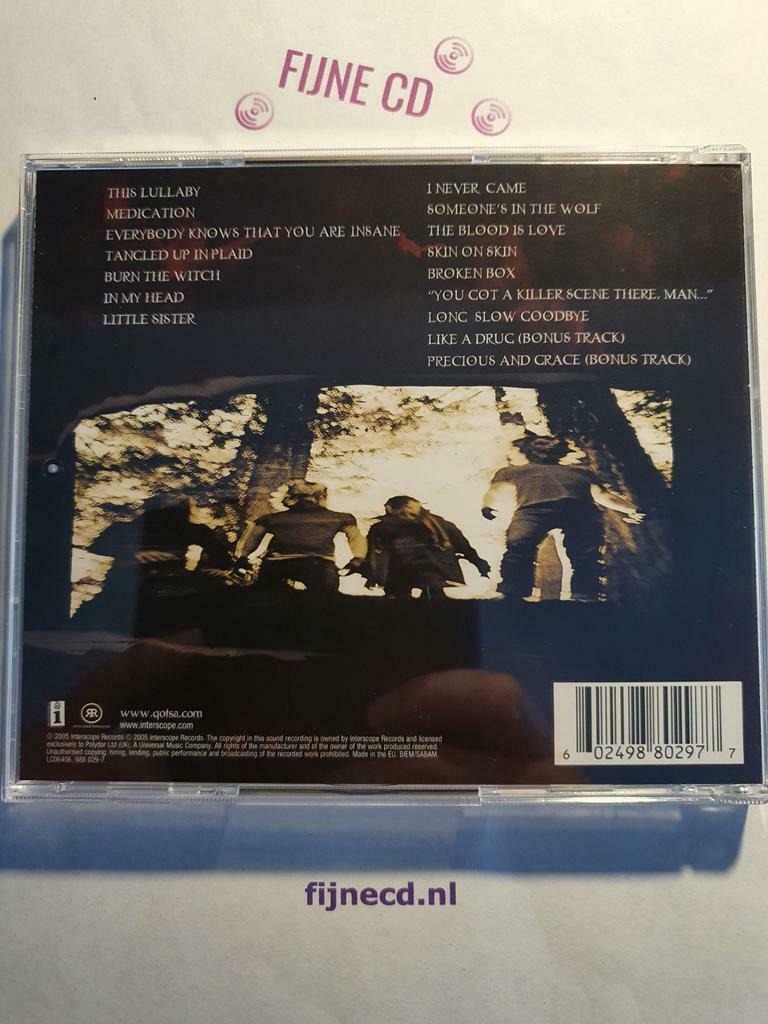 FIJNE CD
THIS LULLABY
MEDICATION
EVERYBODY KNOWS THAT YOU ARE INSANE
TANGLED UP IN PLAID
BURN THE WITCH
IN MY HEAD
LITTLE SISTER
I NEVER CAME
SOMEONE'S IN THE WOLF
THE BLOOD IS LOVE
SKIN ON SKIN
BROKEN BOX
"YOU GOT A KILLER SCENE THERE, MAN..."
LONG SLOW GOODBYE
LIKE A DRUG (BONUS TRACK)
PRECIOUS AND GRACE (BONUS TRACK)
www.qotsa.com
www.interscope.com
© 2005 Interscope Records ℗ 2005 Interscope Records. The copyright in this sound recording is owned by Interscope Records and licensed
exclusively to Polydor Ltd (UK). A Universal Music Company. All rights of the manufacturer and of the owner of the work produced reserved.
Unauthorised copying, hiring, lending, public performance and broadcasting of the recorded work prohibited. Made in the EU. BIEM/SABAM.
LC06406. 988 029-7.
6 02498 80297 7
fijnecd.nl